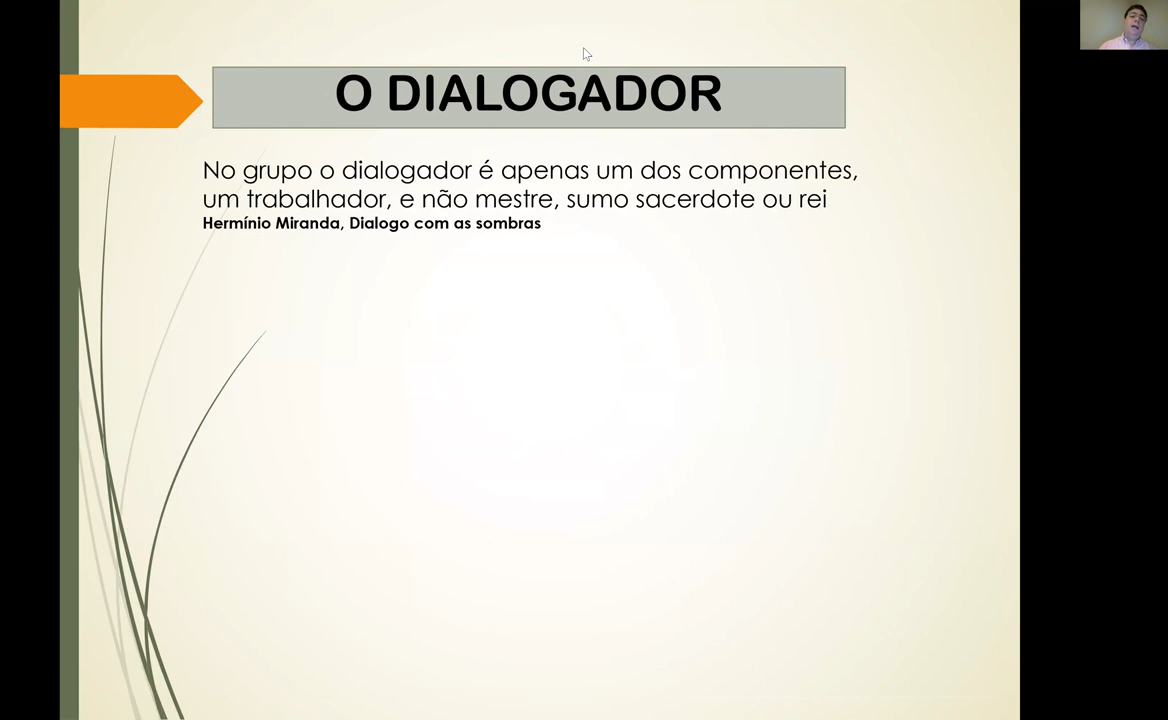 O DIALOGADOR
No grupo o dialogador é apenas um dos componentes,
um trabalhador, e não mestre, sumo sacerdote ou rei
Hermínio Miranda, Dialogo com as sombras